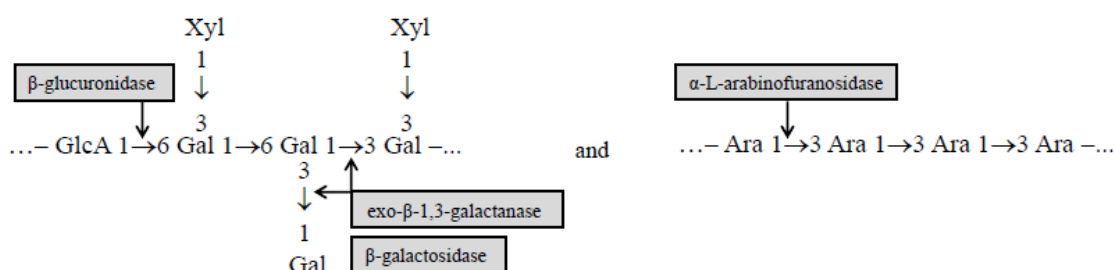 Xyl Xyl
1 1
β-glucuronidase ↓ ↓ α-L-arabinofuranosidase
3 3
…– GlcA 1→6 Gal 1→6 Gal 1→3 Gal –... and …– Ara 1→3 Ara 1→3 Ara 1→3 Ara –...
3
↓ exo-β-1,3-galactanase
1
Gal β-galactosidase